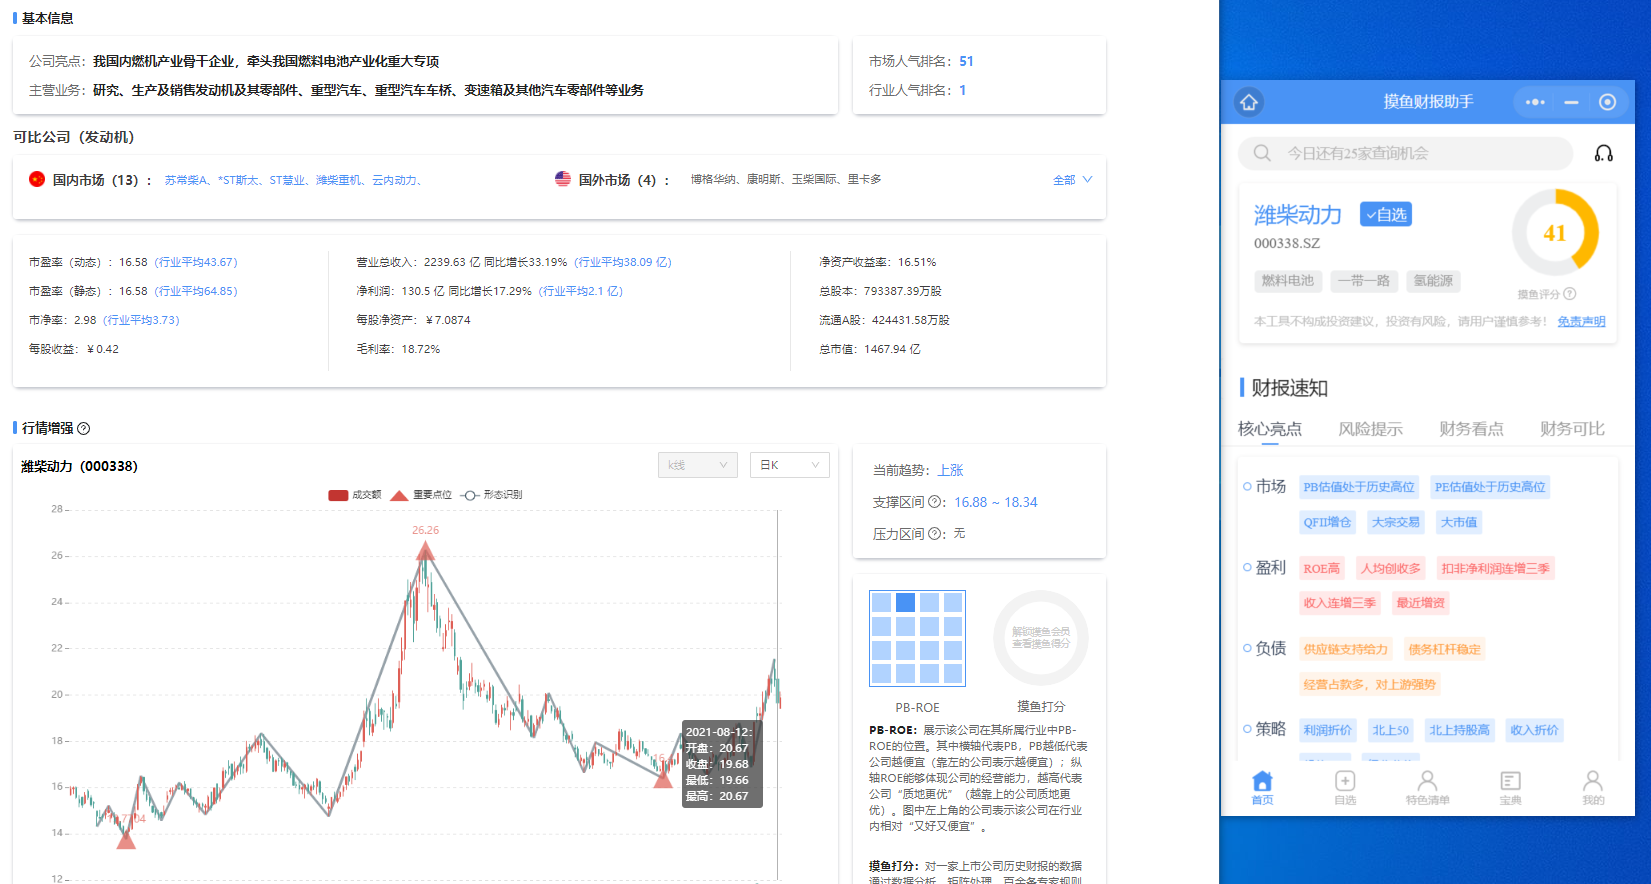 基本信息
公司亮点：我国内燃机产业骨干企业，牵头我国燃料电池产业化重大专项
主营业务：研究、生产及销售发动机及其零部件、重型汽车、重型汽车车桥、变速箱及其他汽车零部件等业务
市场人气排名：51
行业人气排名：1
可比公司（发动机）
国内市场（13）：
苏常柴A、*ST斯太、ST慧业、潍柴重机、云内动力、
国外市场（4）：
博格华纳、康明斯、玉柴国际、里卡多
全部
市盈率（动态）：16.58 (行业平均43.67)
市盈率（静态）：16.58 (行业平均64.85)
市净率：2.98 (行业平均3.73)
每股收益：￥0.42
营业总收入：2239.63 亿 同比增长33.19% (行业平均38.09 亿)
净利润：130.5 亿 同比增长17.29% (行业平均2.1 亿)
每股净资产：￥7.0874
毛利率：18.72%
净资产收益率：16.51%
总股本：793387.39万股
流通A股：424431.58万股
总市值：1467.94 亿
行情增强
潍柴动力（000338）
k线
日K
成交额
重要点位
形态识别
28
26
24
22
20
18
16
14
12
26.26
2021-08-12:
开盘：20.67
收盘：19.68
最低：19.66
最高：20.67
当前趋势：上涨
支撑区间：16.88 ~ 18.34
压力区间：无
解锁摸鱼会员
查看摸鱼得分
PB-ROE
摸鱼打分
PB-ROE：展示该公司在其所属行业中PB-
ROE的位置。其中横轴代表PB，PB越低代表
公司越便宜（靠左的公司表示越便宜）；纵
轴ROE能够体现公司的经营能力，越高代表
公司“质地更优”（越靠上的公司质地更
优）。图中左上角的公司表示该公司在行业
内相对“又好又便宜”。
摸鱼打分：对一家上市公司历史财报的数据
摸鱼财报助手
今日还有25家查询机会
潍柴动力
自选
000338.SZ
燃料电池
一带一路
氢能源
41
摸鱼评分
本工具不构成投资建议，投资有风险，请用户谨慎参考！
免责声明
财报速知
核心亮点
风险提示
财务看点
财务可比
市场
PB估值处于历史高位
PE估值处于历史高位
QFII增仓
大宗交易
大市值
盈利
ROE高
人均创收多
扣非净利润连增三季
收入连增三季
最近增资
负债
供应链支持给力
债务杠杆稳定
经营占款多，对上游强势
策略
利润折价
北上50
北上持股高
收入折价
首页
自选
特色清单
宝典
我的